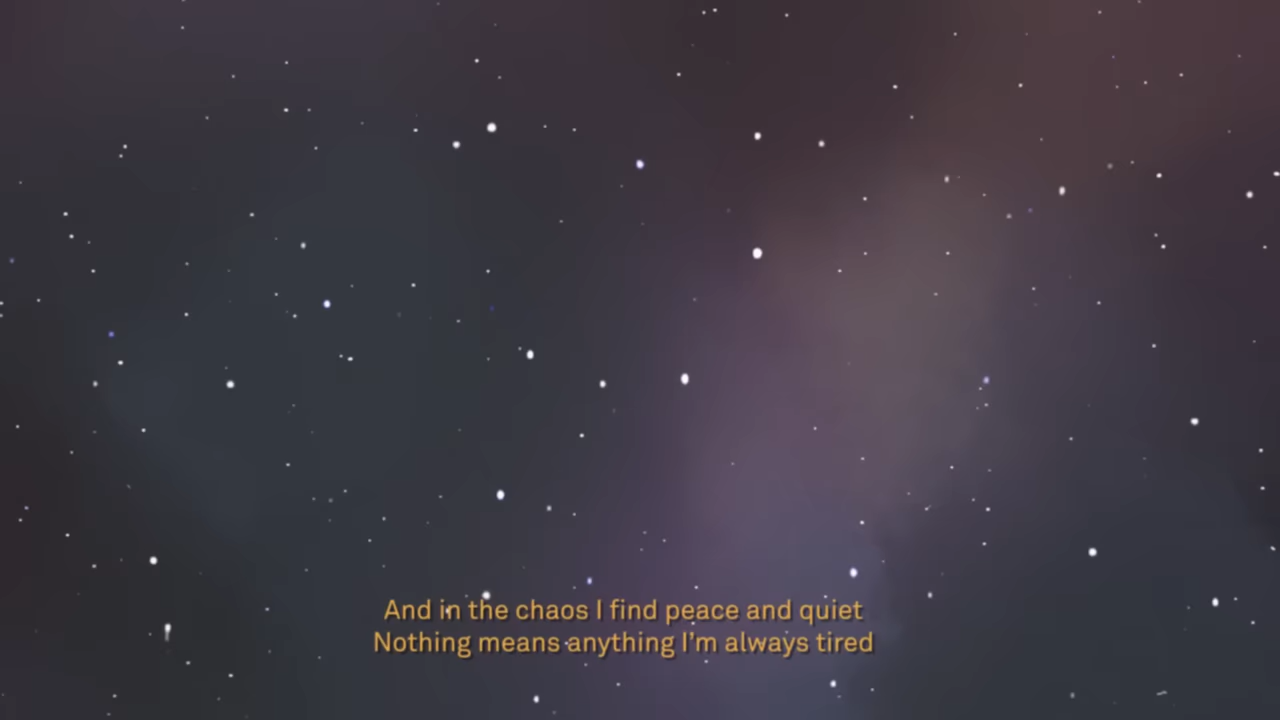 And in the chaos I find peace and quiet
Nothing means anything I'm always tired